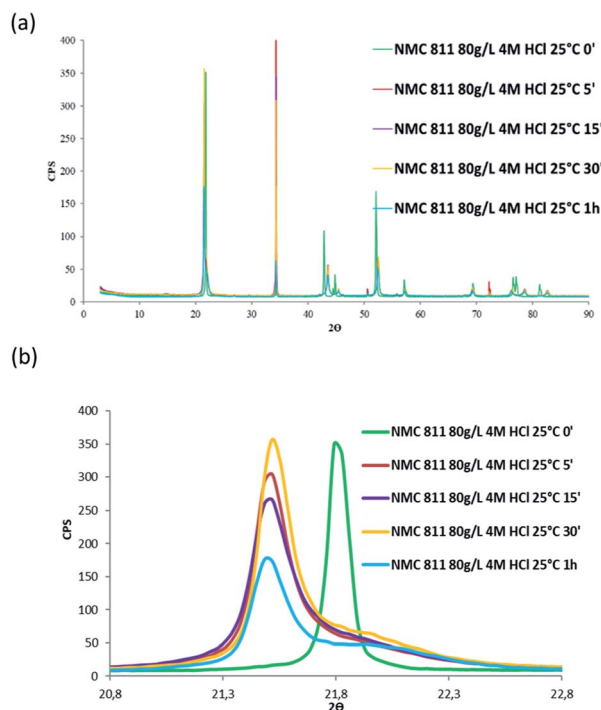 (a)
400
350
300
250
200
150
100
50
0
CPS
0
10
20
30
40
50
60
70
80
90
2Θ
NMC 811 80g/L 4M HCl 25°C 0'
NMC 811 80g/L 4M HCl 25°C 5'
NMC 811 80g/L 4M HCl 25°C 15'
NMC 811 80g/L 4M HCl 25°C 30'
NMC 811 80g/L 4M HCl 25°C 1h
(b)
400
350
300
250
200
150
100
50
0
CPS
20,8
21,3
21,8
22,3
22,8
2Θ
NMC 811 80g/L 4M HCl 25°C 0'
NMC 811 80g/L 4M HCl 25°C 5'
NMC 811 80g/L 4M HCl 25°C 15'
NMC 811 80g/L 4M HCl 25°C 30'
NMC 811 80g/L 4M HCl 25°C 1h